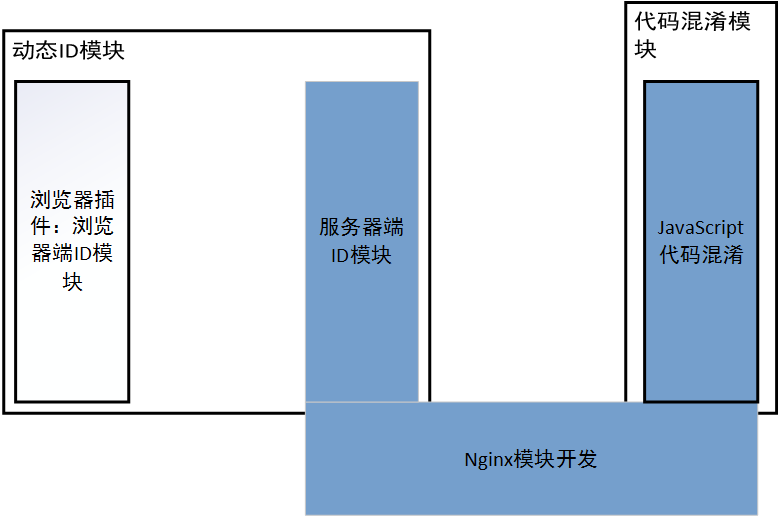 动态ID模块
代码混淆模
块
浏览器插
件：浏览
器端ID模
块
服务器端
ID模块
JavaScript
代码混淆
Nginx模块开发